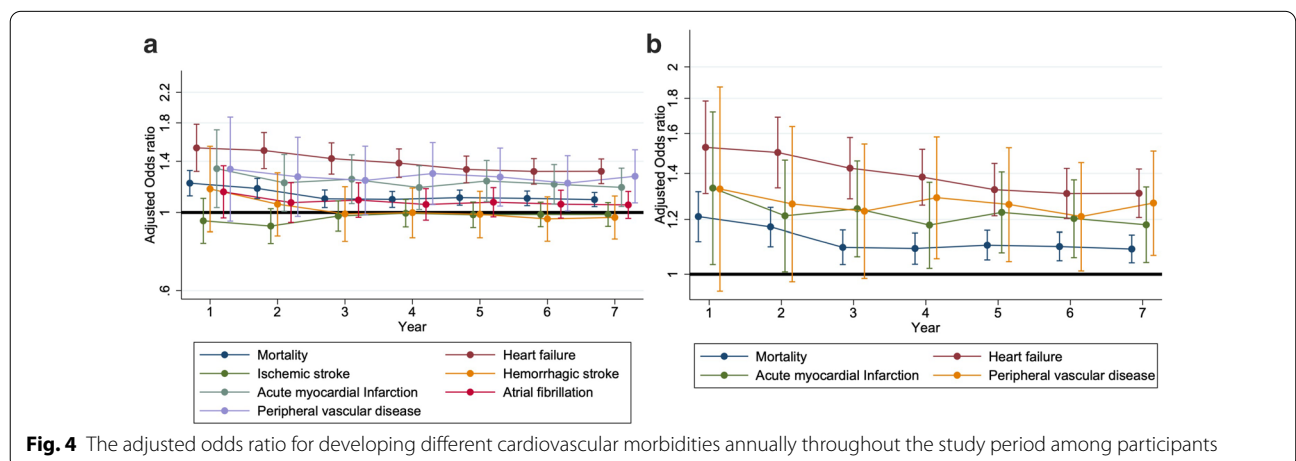 a
b
2.2
1.8
1.4
1
.6
Adjusted Odds ratio
1 2 3 4 5 6 7
Year
Mortality Heart failure
Ischemic stroke Hemorrhagic stroke
Acute myocardial Infarction Atrial fibrillation
Peripheral vascular disease
2
1.8
1.6
1.4
1.2
1
Adjusted Odds ratio
1 2 3 4 5 6 7
Year
Mortality Heart failure
Acute myocardial Infarction Peripheral vascular disease
Fig. 4 The adjusted odds ratio for developing different cardiovascular morbidities annually throughout the study period among participants